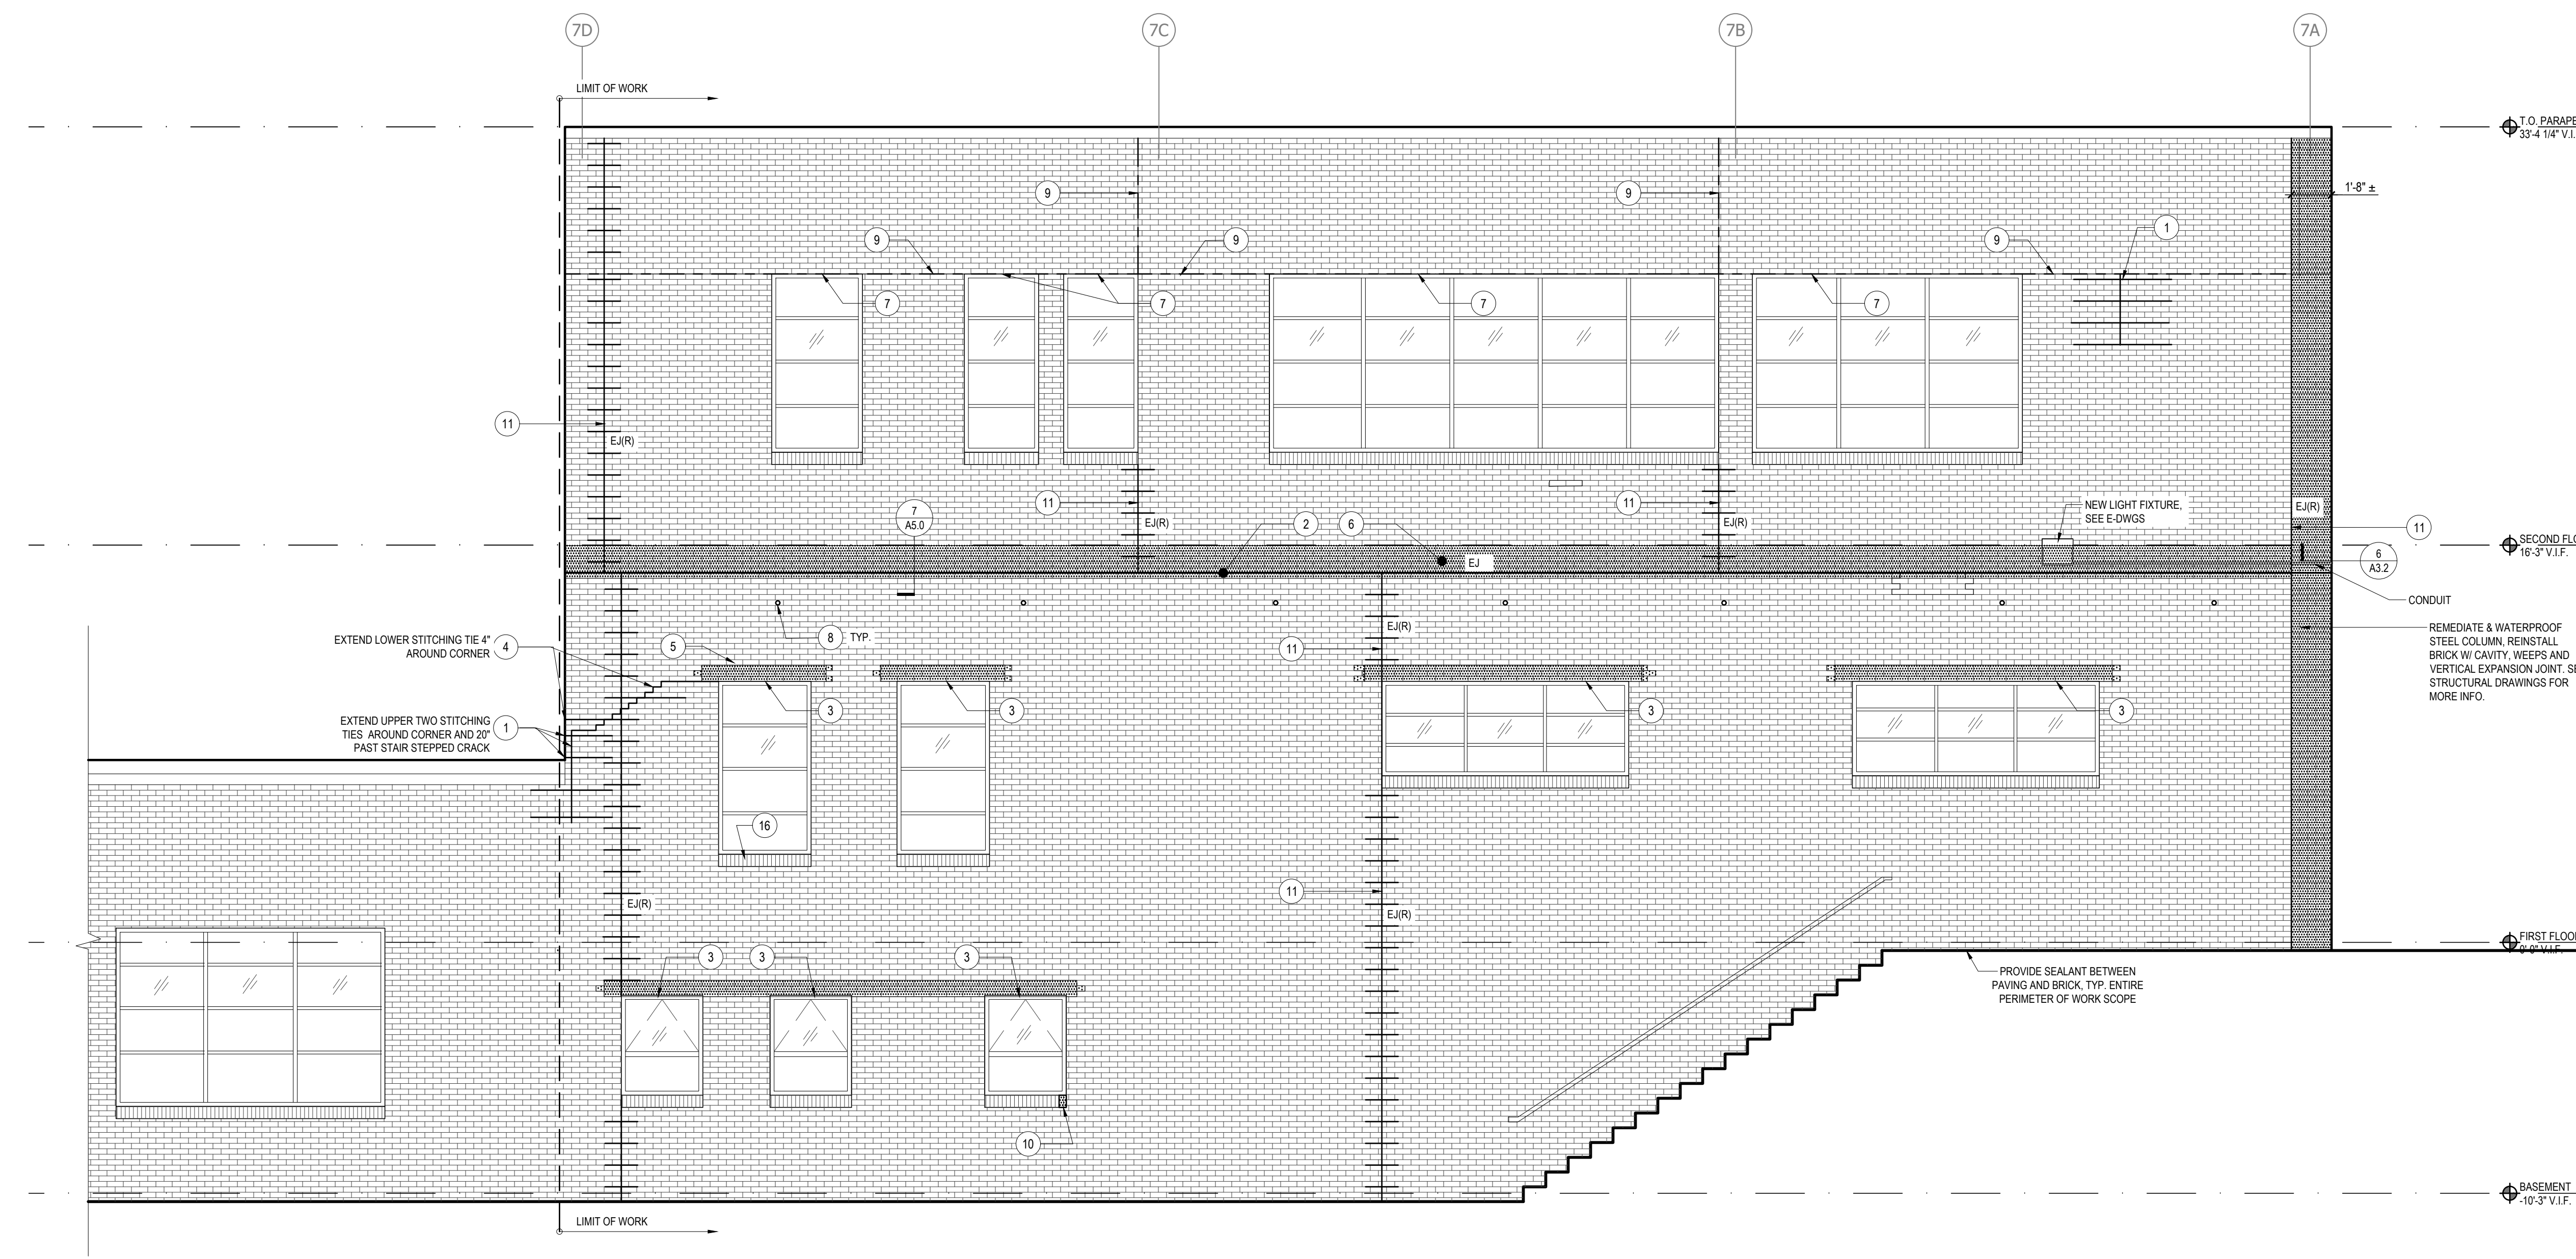 7D
7C
7B
7A
LIMIT OF WORK
T.O. PARAPE
33'-4 1/4" V.I.
1'-8" ±
9
9
1
9
9
9
7
7
7
7
11
EJ(R)
7
A5.0
11
EJ(R)
11
EJ(R)
NEW LIGHT FIXTURE,
SEE E-DWGS
EJ(R)
11
2
6
EJ
SECOND FLO
16'-3" V.I.F.
6
A3.2
CONDUIT
8
TYP.
EJ(R)
REMEDIATE & WATERPROOF
STEEL COLUMN, REINSTALL
BRICK W/ CAVITY, WEEPS AND
VERTICAL EXPANSION JOINT. SE
STRUCTURAL DRAWINGS FOR
MORE INFO.
EXTEND LOWER STITCHING TIE 4"
AROUND CORNER
4
5
11
3
3
3
3
EXTEND UPPER TWO STITCHING
TIES AROUND CORNER AND 20"
PAST STAIR STEPPED CRACK
1
16
11
EJ(R)
EJ(R)
3
3
3
FIRST FLOOR
0'-0" V.I.F.
PROVIDE SEALANT BETWEEN
PAVING AND BRICK, TYP. ENTIRE
PERIMETER OF WORK SCOPE
10
BASEMENT
-10'-3" V.I.F.
LIMIT OF WORK